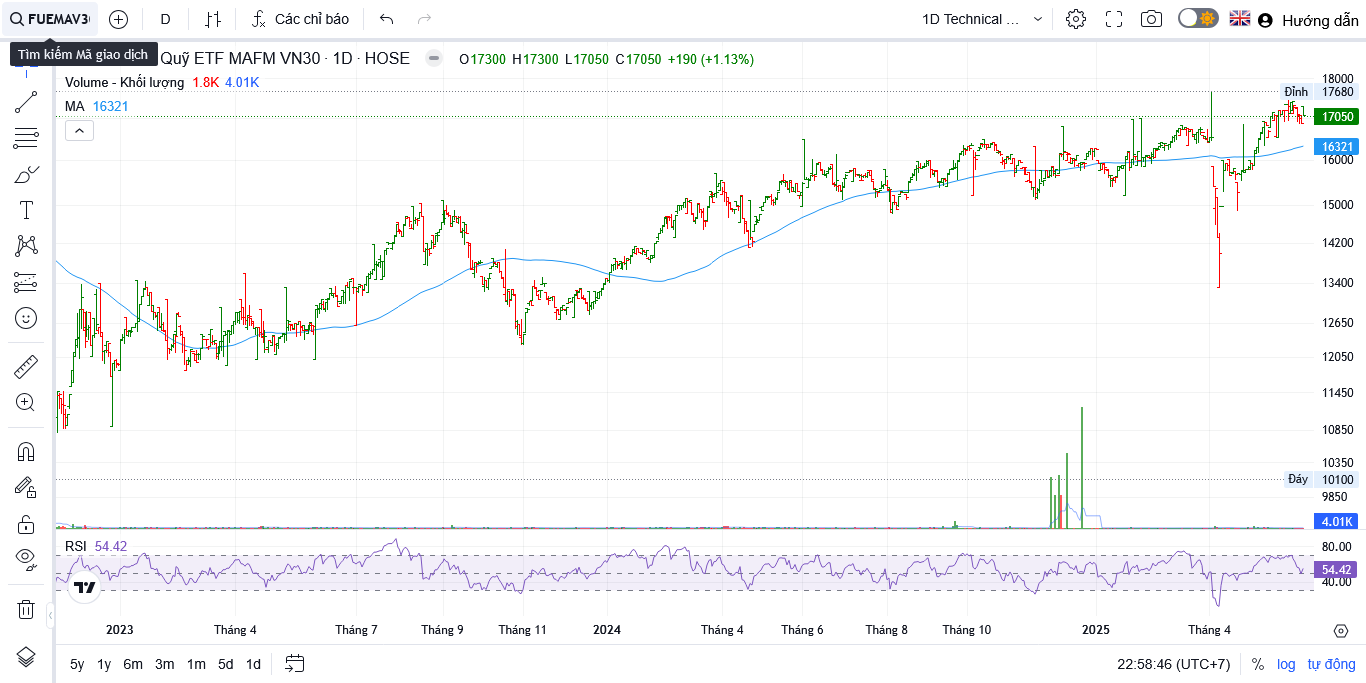 FUEMAV3
D
Các chỉ báo
1D Technical ...
Hướng dẫn
Tìm kiếm Mã giao dịch
Quỹ ETF MAFM VN30 · 1D · HOSE
O17300 H17300 L17050 C17050 +190 (+1.13%)
Volume - Khối lượng 1.8K 4.01K
MA 16321
18000
Đỉnh 17680
17050
16321
16000
15000
14200
13400
12650
12050
11450
10850
10350
Đáy 10100
9850
4.01K
RSI 54.42
80.00
54.42
40.00
2023 Tháng 4 Tháng 7 Tháng 9 Tháng 11 2024 Tháng 4 Tháng 6 Tháng 8 Tháng 10 2025 Tháng 4
5y 1y 6m 3m 1m 5d 1d
22:58:46 (UTC+7) % log tự động